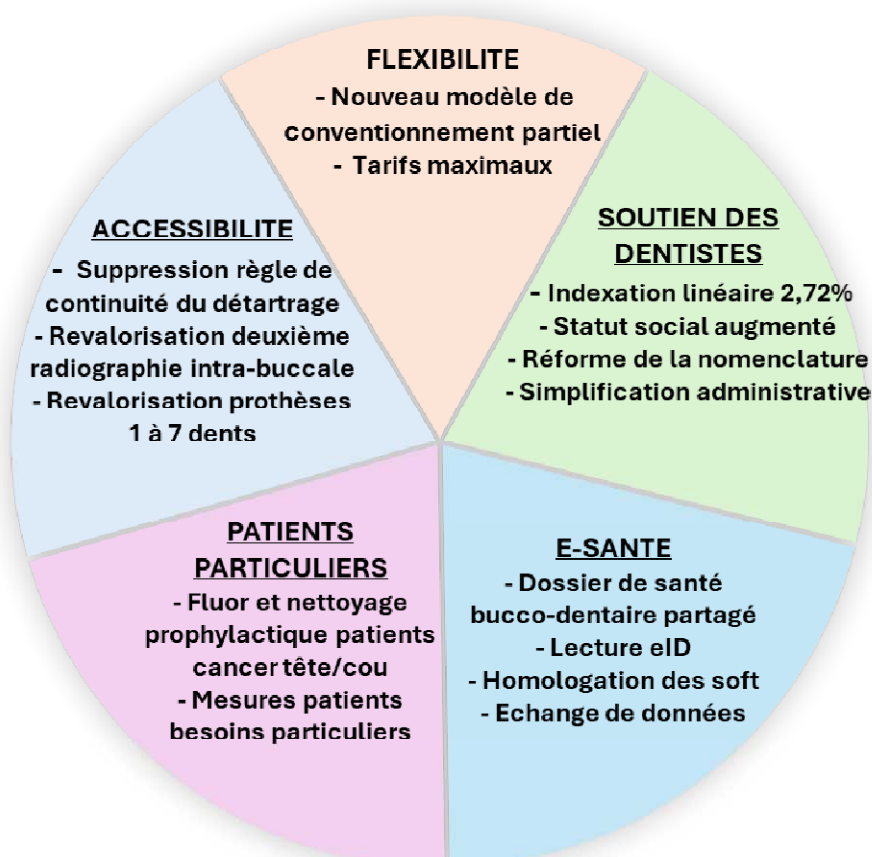 FLEXIBILITE
- Nouveau modèle de
conventionnement partiel
- Tarifs maximaux
SOUTIEN DES
DENTISTES
- Indexation linéaire 2,72%
- Statut social augmenté
- Réforme de la nomenclature
- Simplification administrative
E-SANTE
- Dossier de santé
bucco-dentaire partagé
- Lecture eID
- Homologation des soft
- Echange de données
PATIENTS
PARTICULIERS
- Fluor et nettoyage
prophylactique patients
cancer tête/cou
- Mesures patients
besoins particuliers
ACCESSIBILITE
- Suppression règle de
continuité du détartrage
- Revalorisation deuxième
radiographie intra-buccale
- Revalorisation prothèses
1 à 7 dents